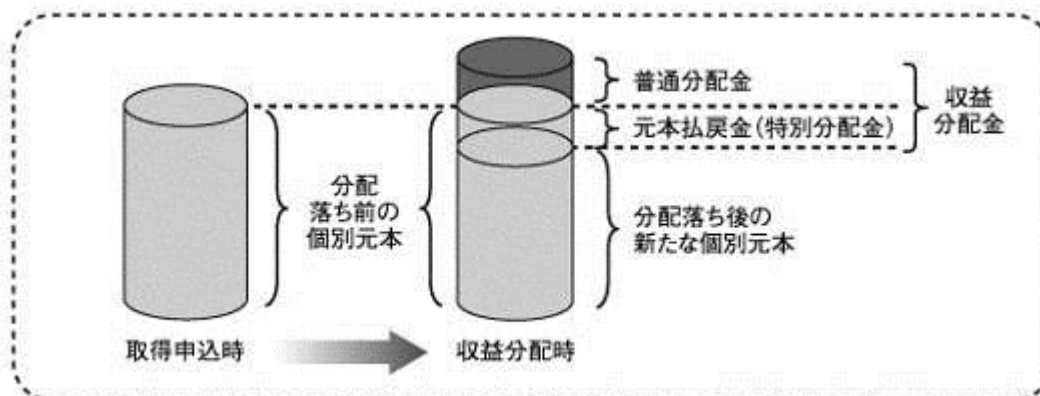 普通分配金
元本払戻金(特別分配金)
収益
分配金
分配
落ち前の
個別元本
分配落ち後の
新たな個別元本
取得申込時
収益分配時